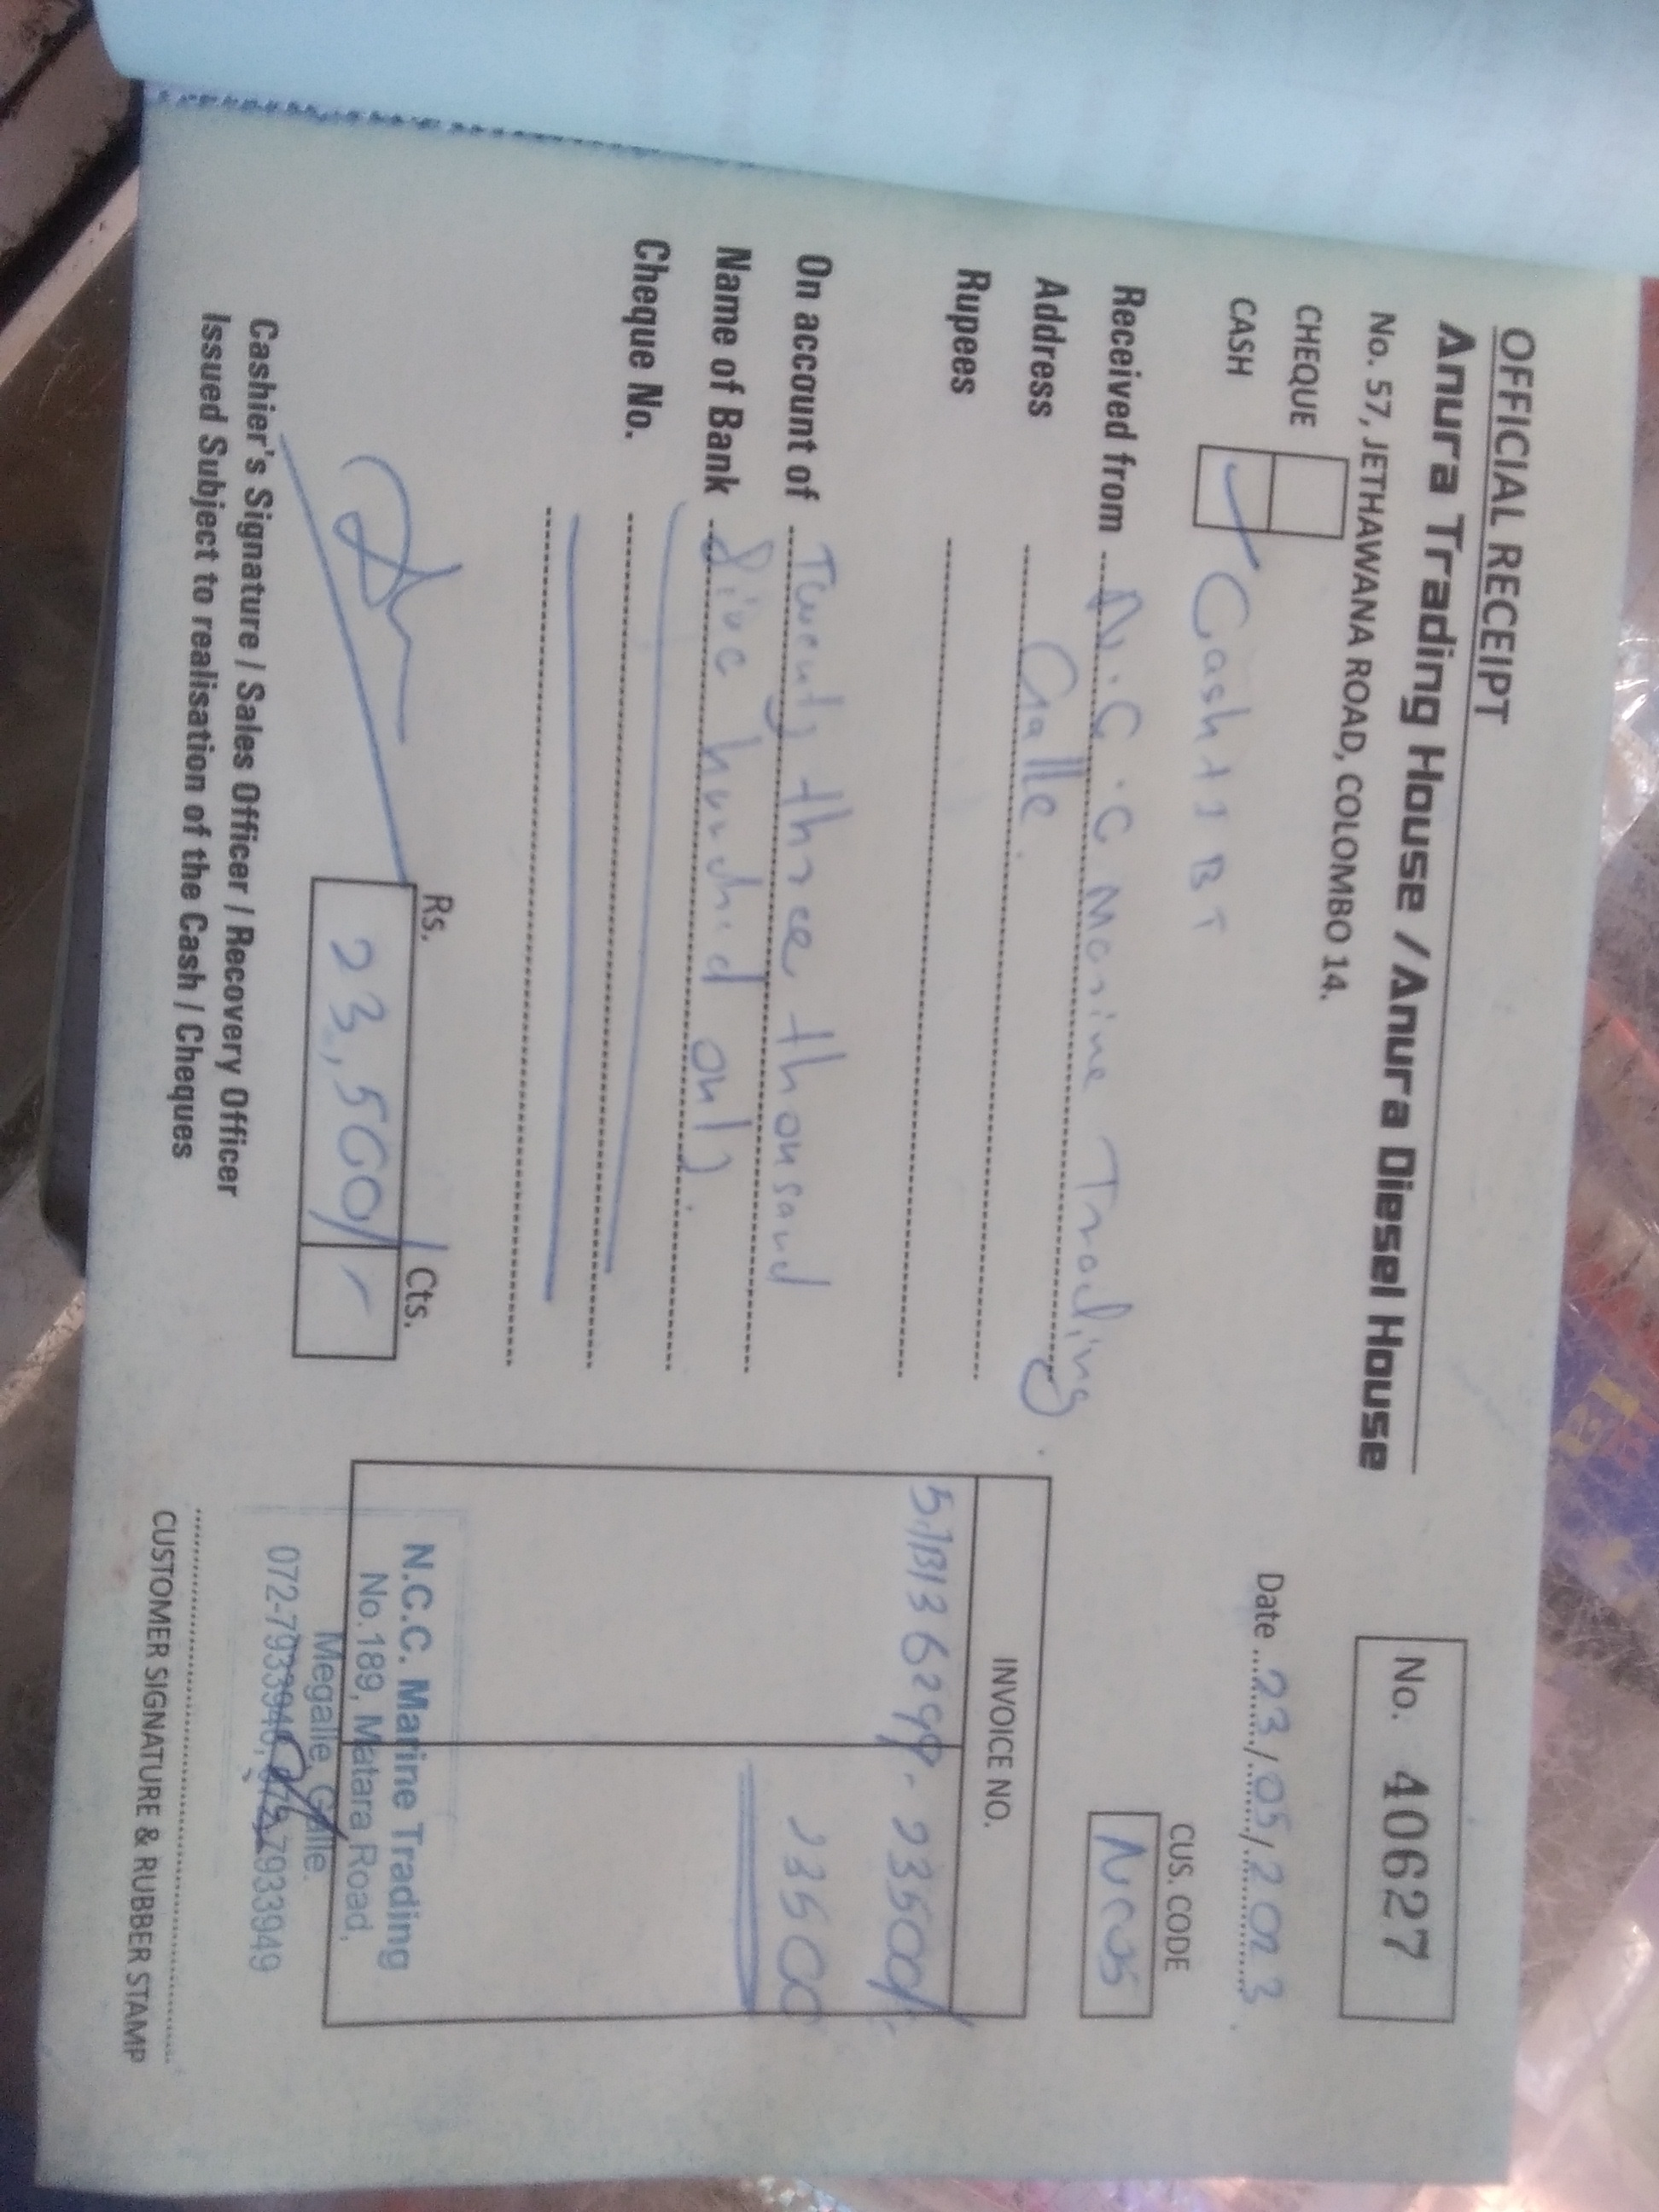 OFFICIAL RECEIPT
Anura Trading House / Anura Diesel House
No. 57, JETHAWANA ROAD, COLOMBO 14.
No. 40627
CHEQUE
CASH Cash
Date 23/05/2023
CUS. CODE
Received from N.C.C Marine Trading
Address Galle.
Rupees
On account of Twenty three thousand
Name of Bank five hundred only.
Cheque No.
INVOICE NO.
23500/-
23500
Rs. Cts.
23,500/-
Cashier's Signature / Sales Officer / Recovery Officer
Issued Subject to realisation of the Cash / Cheques
N.C.C. Marine Trading
No.189, Matara Road,
Megalle, Galle.
CUSTOMER SIGNATURE & RUBBER STAMP